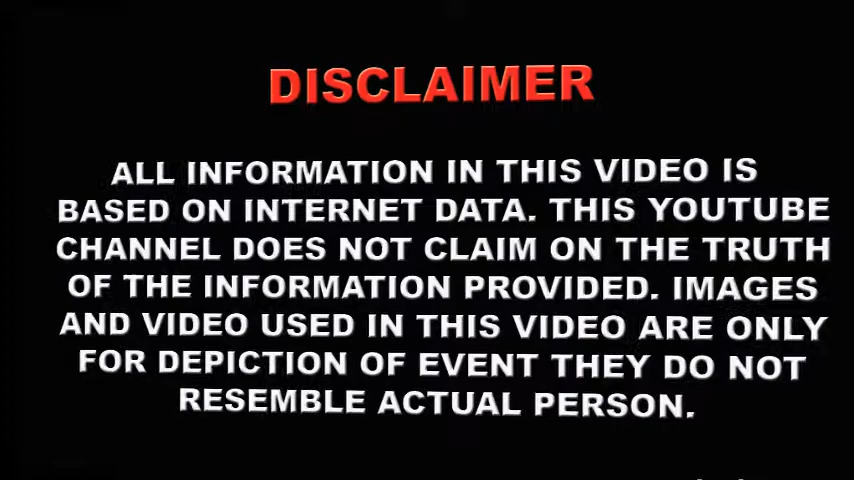 DISCLAIMER
ALL INFORMATION IN THIS VIDEO IS
BASED ON INTERNET DATA. THIS YOUTUBE
CHANNEL DOES NOT CLAIM ON THE TRUTH
OF THE INFORMATION PROVIDED. IMAGES
AND VIDEO USED IN THIS VIDEO ARE ONLY
FOR DEPICTION OF EVENT THEY DO NOT
RESEMBLE ACTUAL PERSON.